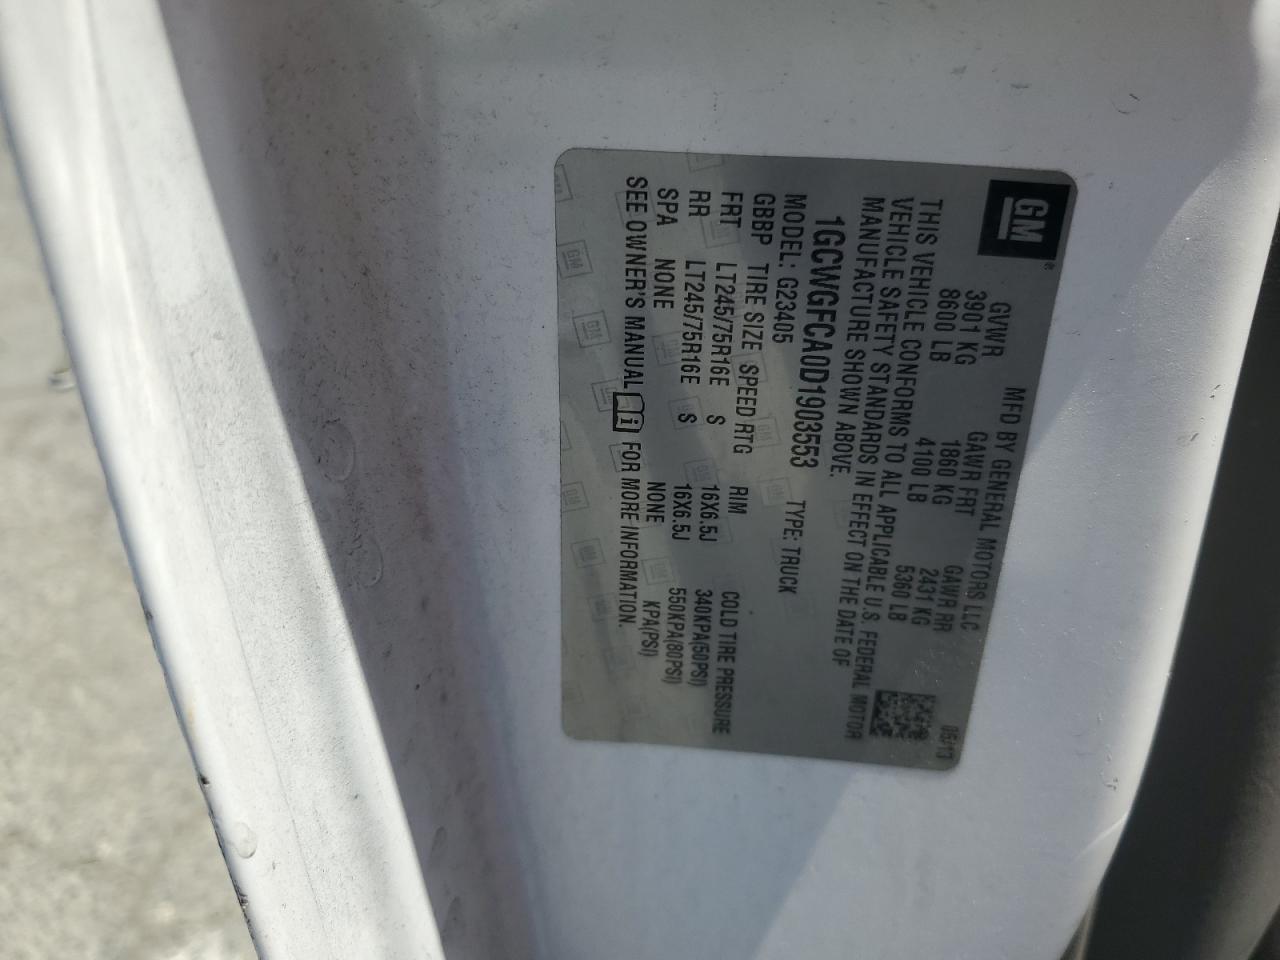 GM®
MFD BY GENERAL MOTORS LLC 05/13
GVWR GAWR FRT GAWR RR
3901 KG 1860 KG 2431 KG
8600 LB 4100 LB 5360 LB
THIS VEHICLE CONFORMS TO ALL APPLICABLE U.S. FEDERAL MOTOR
VEHICLE SAFETY STANDARDS IN EFFECT ON THE DATE OF
MANUFACTURE SHOWN ABOVE.
1GCWGFCA0D1903553
MODEL: G23405 TYPE: TRUCK
GBBP TIRE SIZE SPEED RTG RIM COLD TIRE PRESSURE
FRT LT245/75R16E S 16X6.5J 340KPA(50PSI)
RR LT245/75R16E S 16X6.5J 550KPA(80PSI)
SPA NONE NONE KPA(PSI)
SEE OWNER'S MANUAL i FOR MORE INFORMATION.